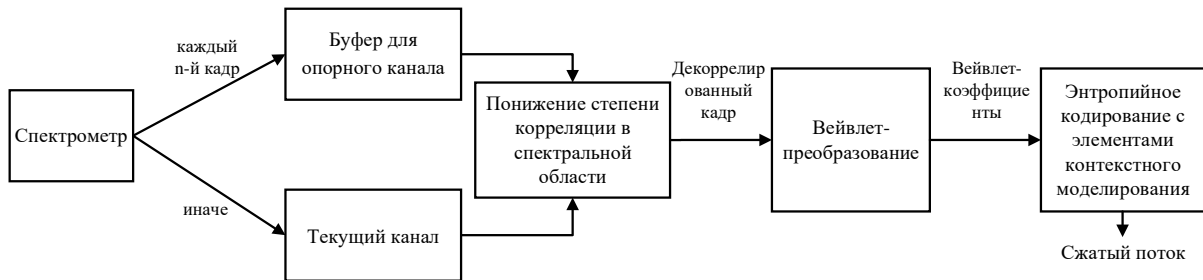 Спектрометр
каждый
n-й кадр
иначе
Буфер для
опорного канала
Текущий канал
Понижение степени
корреляции в
спектральной
области
Декоррелир
ованный
кадр
Вейвлет-
преобразование
Вейвлет-
коэффицие
нты
Энтропийное
кодирование с
элементами
контекстного
моделирования
Сжатый поток